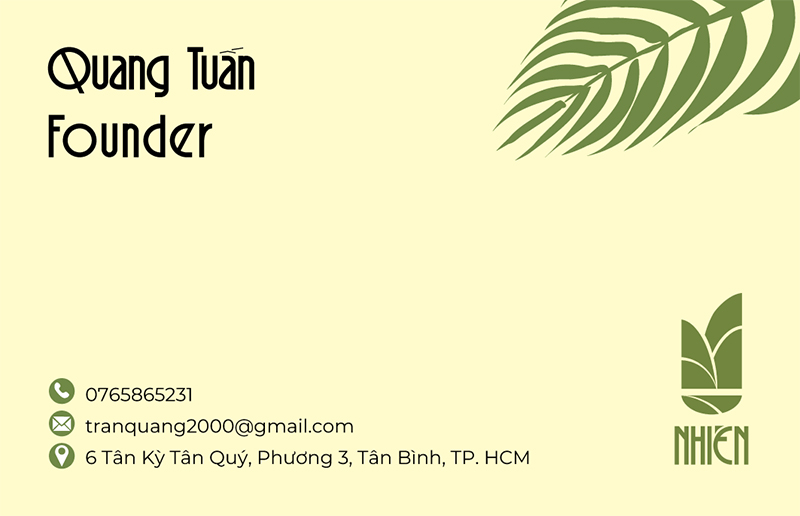 Quang Tuấn
Founder
0765865231
tranquang2000@gmail.com
6 Tân Kỳ Tân Quý, Phương 3, Tân Bình, TP. HCM
NHIÊN